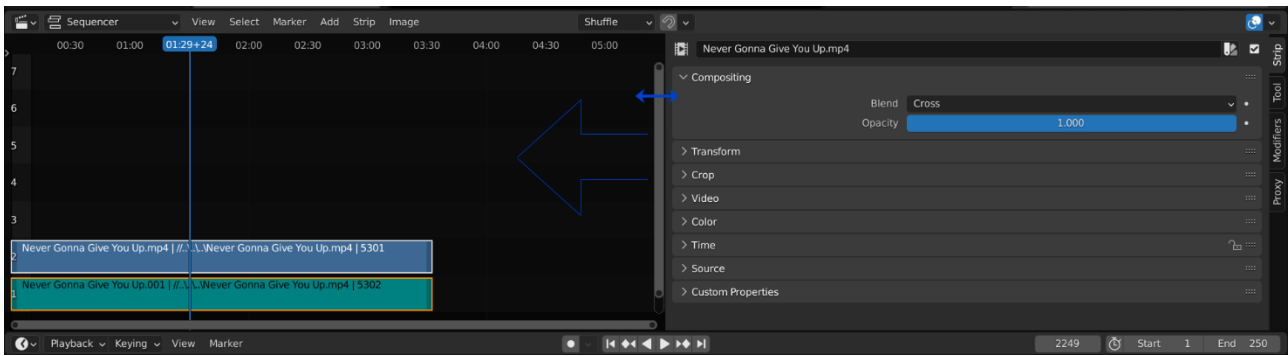 Sequencer View Select Marker Add Strip Image Shuffle
00:30 01:00 01:29+24 02:00 02:30 03:00 03:30 04:00 04:30 05:00
Never Gonna Give You Up.mp4
Strip
Tool
Modifiers
Proxy
Compositing
Blend Cross
Opacity 1.000
Transform
Crop
Video
Color
Time
Source
Custom Properties
7
6
5
4
3
2 Never Gonna Give You Up.mp4 | //..\..\..\Never Gonna Give You Up.mp4 | 5301
1 Never Gonna Give You Up.001 | //..\..\..\Never Gonna Give You Up.mp4 | 5302
Playback Keying View Marker 2249 Start 1 End 250